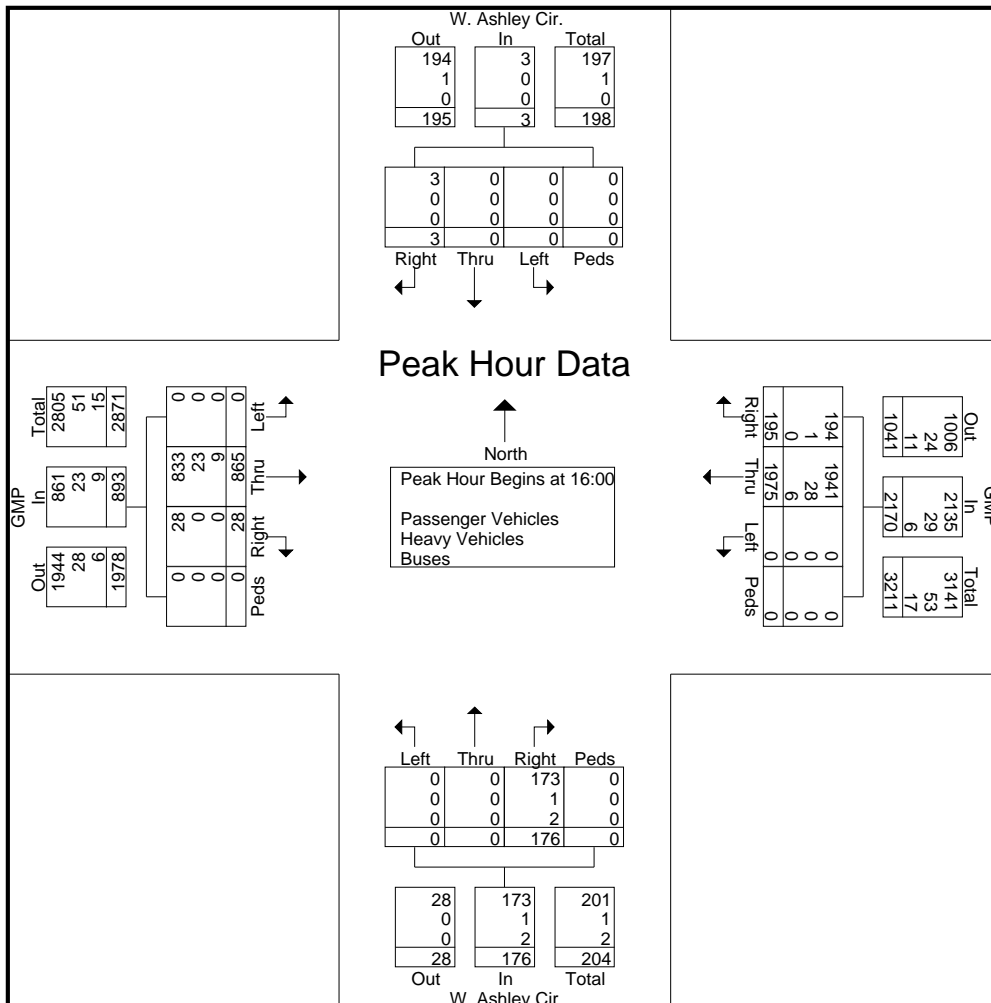 W. Ashley Cir.
Out In Total
194 3 197
1 0 1
0 0 0
195 3 198
3 0 0 0
0 0 0 0
0 0 0 0
3 0 0 0
Right Thru Left Peds
Peak Hour Data
North
Peak Hour Begins at 16:00
Passenger Vehicles
Heavy Vehicles
Buses
GMP
Total In Out
2805 861 1944
51 23 28
15 9 6
2871 893 1978
0 833 28 0
0 23 0 0
0 9 0 0
0 865 28 0
Left Thru Right Peds
Right Thru Left Peds
195 1975 0 0
0 6 0 0
1 28 0 0
194 1941 0 0
1041 2170 3211
11 6 17
24 29 53
1006 2135 3141
Out In Total
GMP
Left Thru Right Peds
0 0 173 0
0 0 1 0
0 0 2 0
0 0 176 0
28 173 201
0 1 1
0 2 2
28 176 204
Out In Total
W. Ashley Cir.